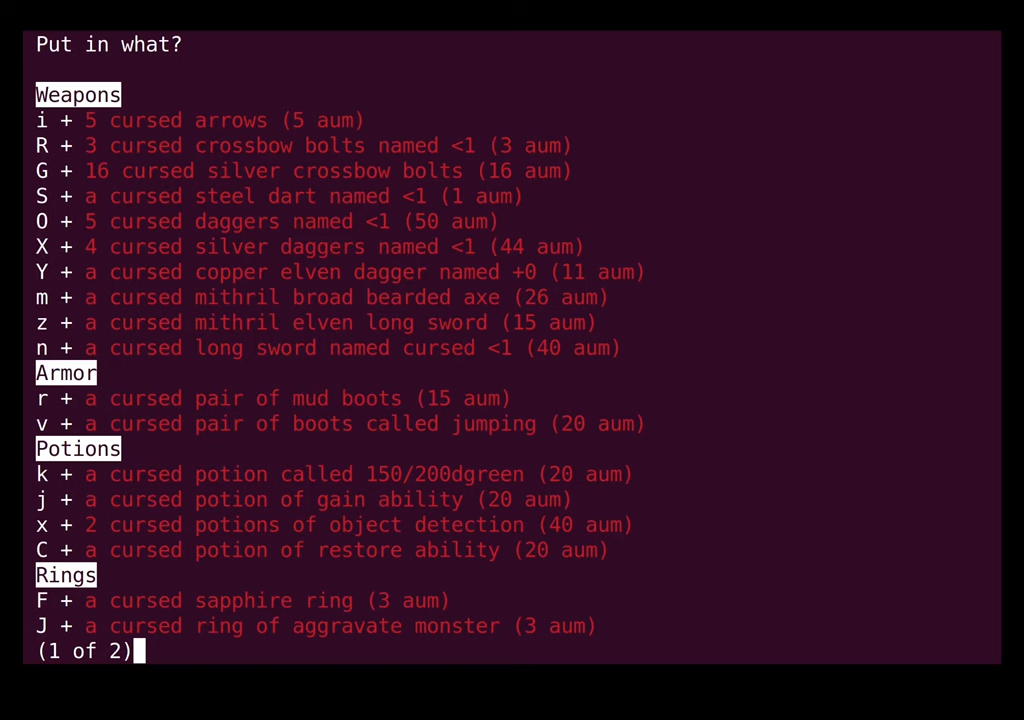 Put in what?
Weapons
i + 5 cursed arrows (5 aum)
R + 3 cursed crossbow bolts named <1 (3 aum)
G + 16 cursed silver crossbow bolts (16 aum)
S + a cursed steel dart named <1 (1 aum)
O + 5 cursed daggers named <1 (50 aum)
X + 4 cursed silver daggers named <1 (44 aum)
Y + a cursed copper elven dagger named +0 (11 aum)
m + a cursed mithril broad bearded axe (26 aum)
z + a cursed mithril elven long sword (15 aum)
n + a cursed long sword named cursed <1 (40 aum)
Armor
r + a cursed pair of mud boots (15 aum)
v + a cursed pair of boots called jumping (20 aum)
Potions
k + a cursed potion called 150/200dgreen (20 aum)
j + a cursed potion of gain ability (20 aum)
x + 2 cursed potions of object detection (40 aum)
C + a cursed potion of restore ability (20 aum)
Rings
F + a cursed sapphire ring (3 aum)
J + a cursed ring of aggravate monster (3 aum)
(1 of 2)